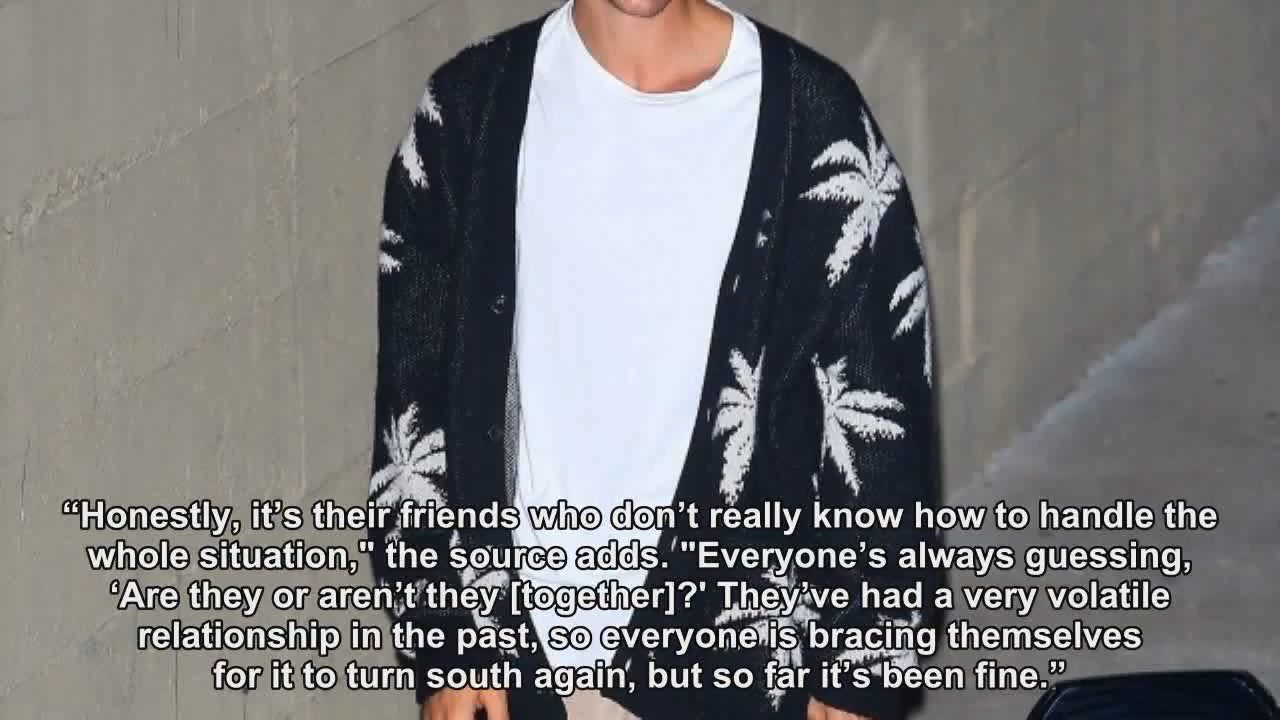 “Honestly, it’s their friends who don’t really know how to handle the
whole situation," the source adds. "Everyone’s always guessing,
‘Are they or aren’t they [together]?' They’ve had a very volatile
relationship in the past, so everyone is bracing themselves
for it to turn south again, but so far it’s been fine.”